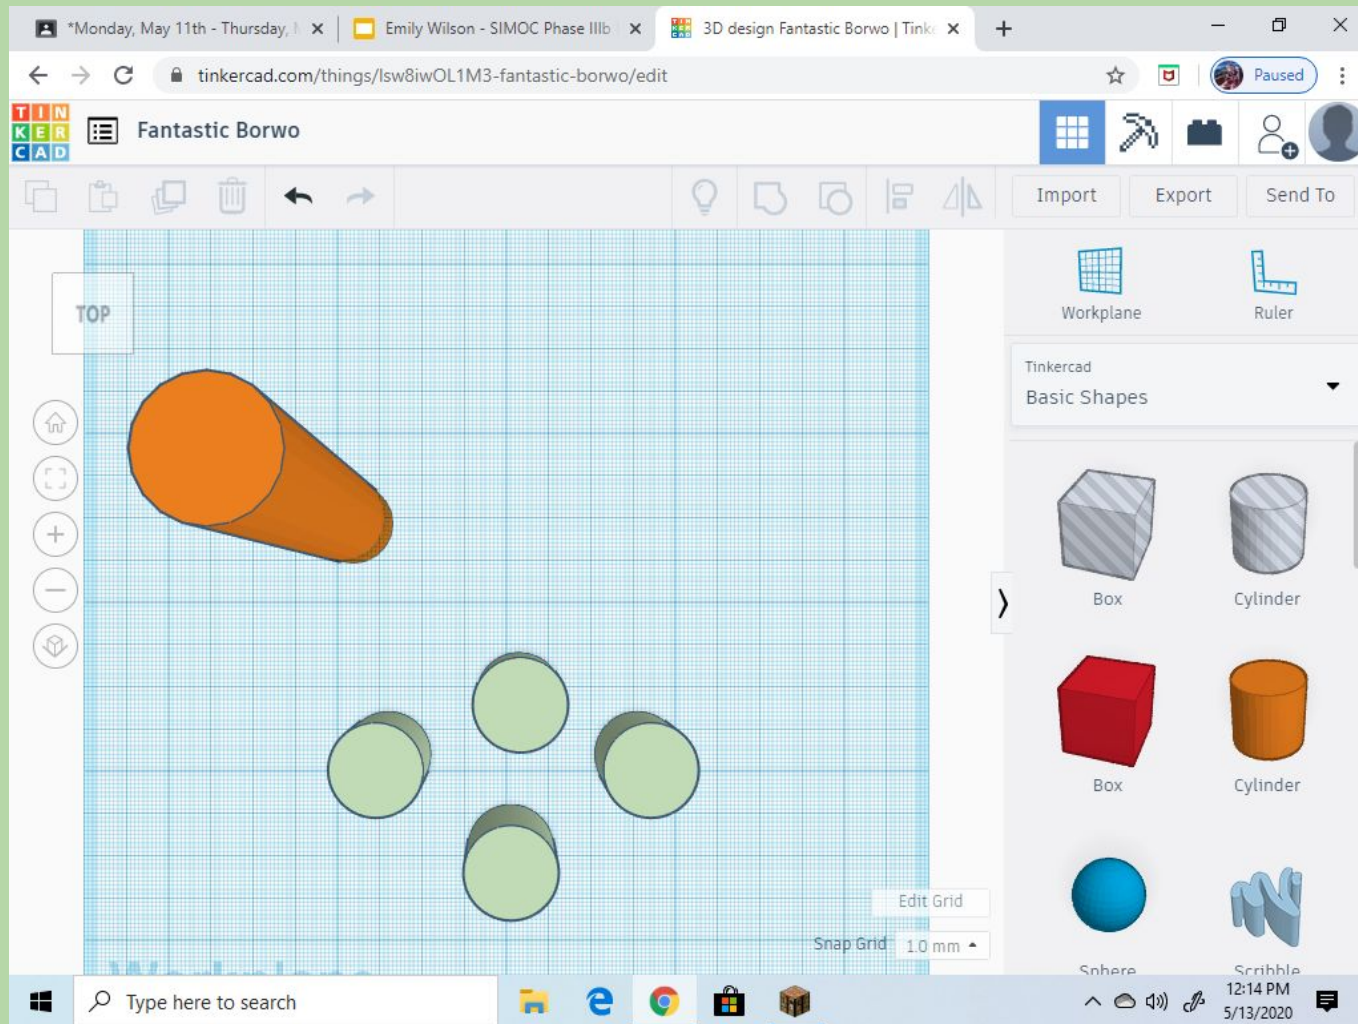 *Monday, May 11th - Thursday, M
Emily Wilson - SIMOC Phase IIIb
3D design Fantastic Borwo | Tinke
tinkercad.com/things/lsw8iwOL1M3-fantastic-borwo/edit
Paused
TIN
KER
CAD
Fantastic Borwo
Import
Export
Send To
TOP
Workplane
Ruler
Tinkercad
Basic Shapes
Box
Cylinder
Box
Cylinder
Edit Grid
Snap Grid 1.0 mm
Workplane
Sphere
Scribble
Type here to search
12:14 PM
5/13/2020